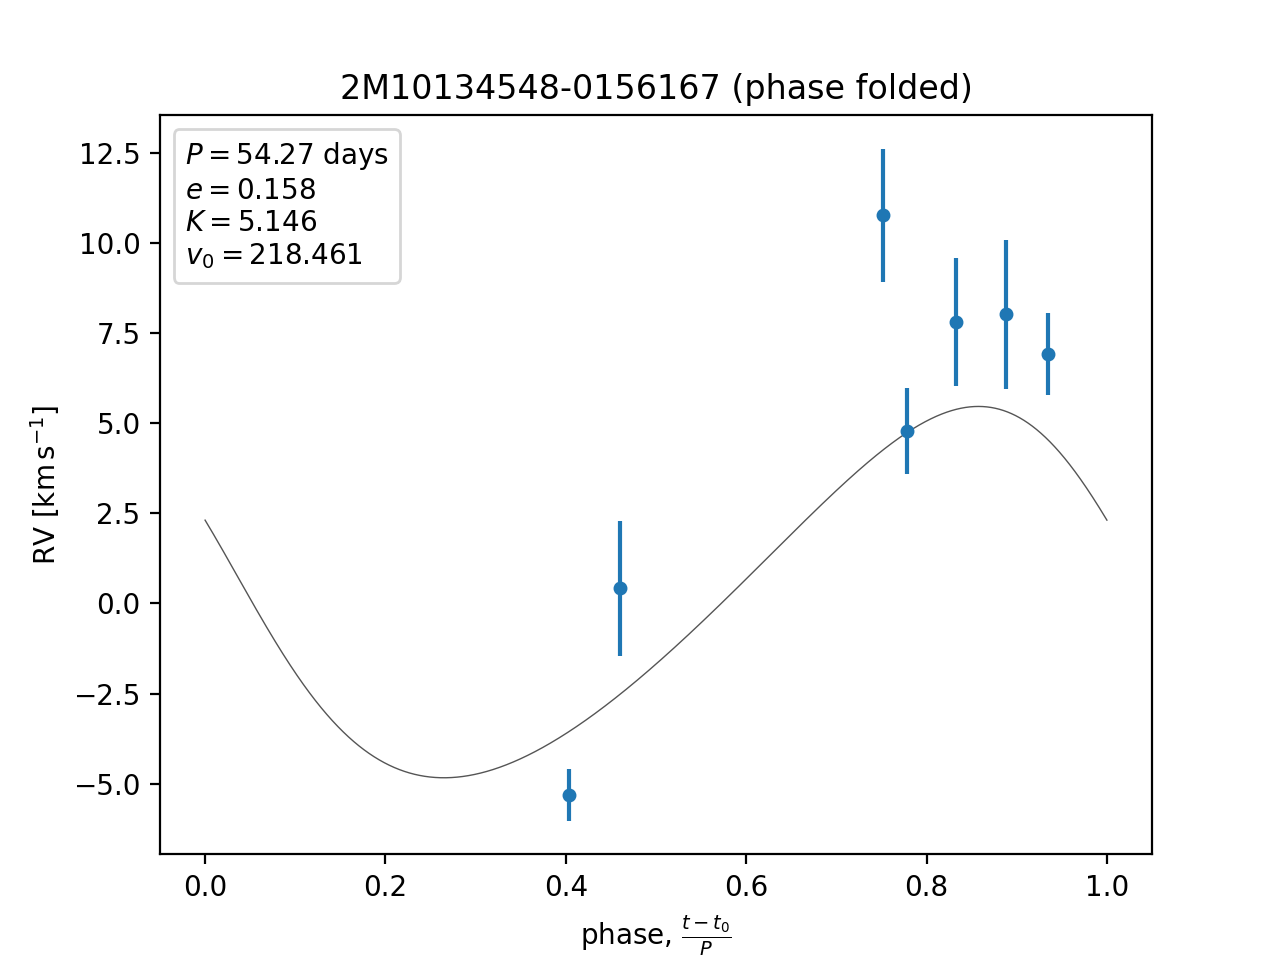 2M10134548-0156167 (phase folded)
P = 54.27 days
e = 0.158
K = 5.146
v₀ = 218.461
12.5
10.0
7.5
5.0
2.5
0.0
−2.5
−5.0
RV [km s⁻¹]
0.0 0.2 0.4 0.6 0.8 1.0
phase, (t − t₀)/P